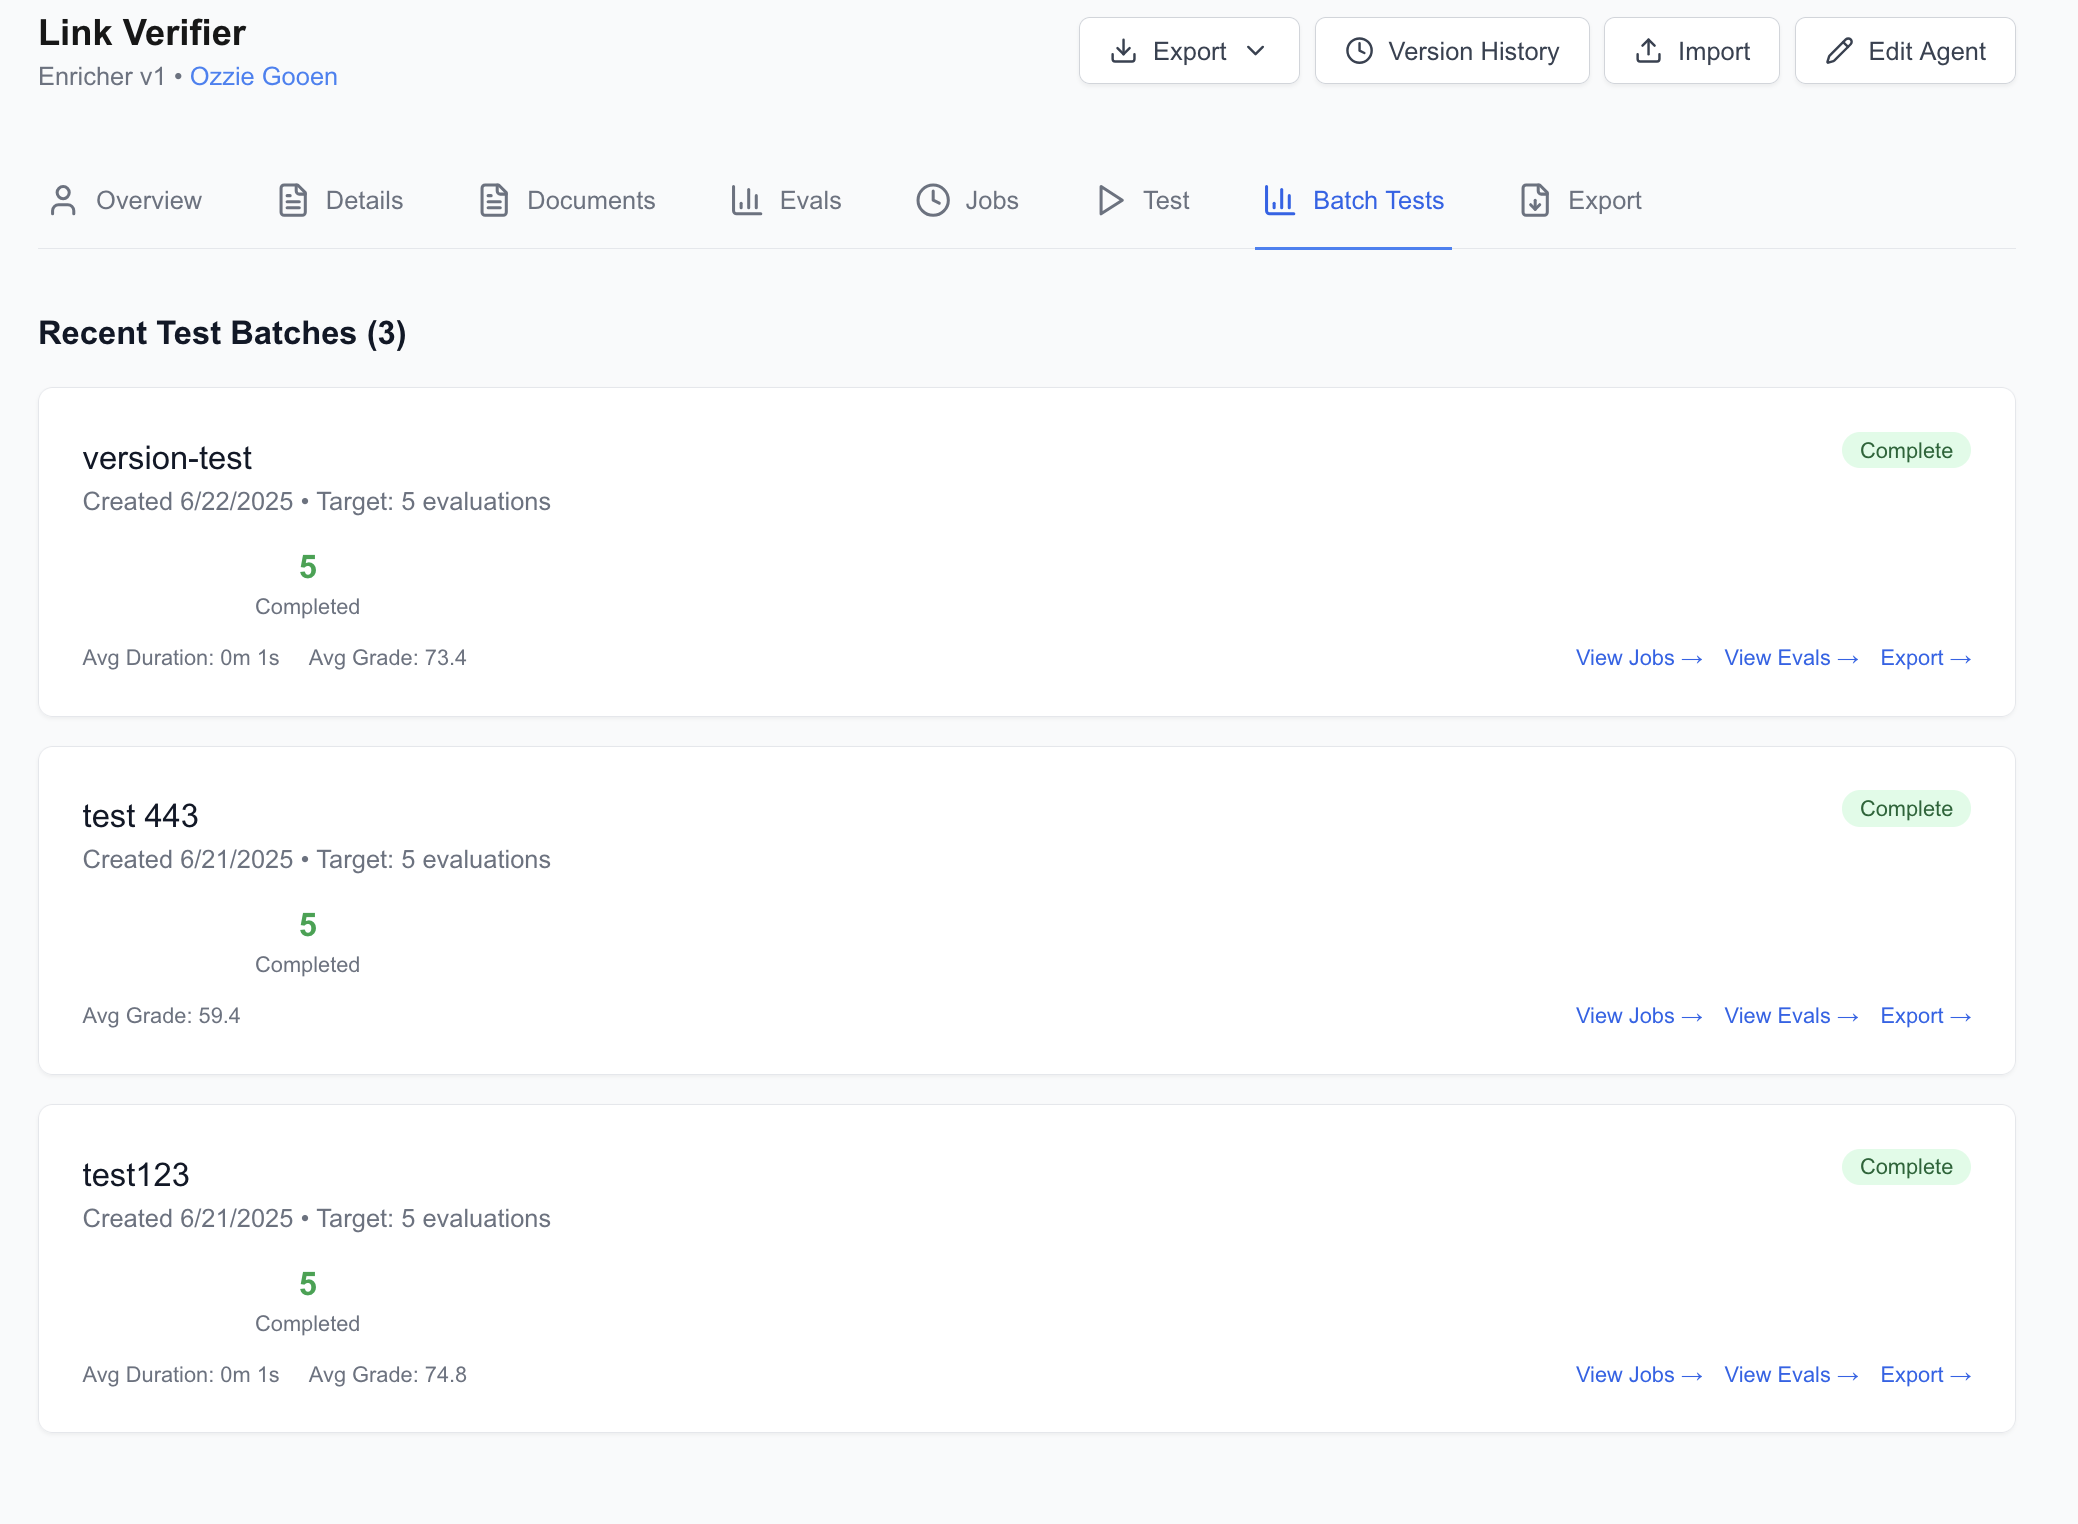 Link Verifier
Enricher v1 • Ozzie Gooen
Export
Version History
Import
Edit Agent
Overview
Details
Documents
Evals
Jobs
Test
Batch Tests
Export
Recent Test Batches (3)
version-test
Complete
Created 6/22/2025 • Target: 5 evaluations
5
Completed
Avg Duration: 0m 1s Avg Grade: 73.4
View Jobs → View Evals → Export →
test 443
Complete
Created 6/21/2025 • Target: 5 evaluations
5
Completed
Avg Grade: 59.4
View Jobs → View Evals → Export →
test123
Complete
Created 6/21/2025 • Target: 5 evaluations
5
Completed
Avg Duration: 0m 1s Avg Grade: 74.8
View Jobs → View Evals → Export →